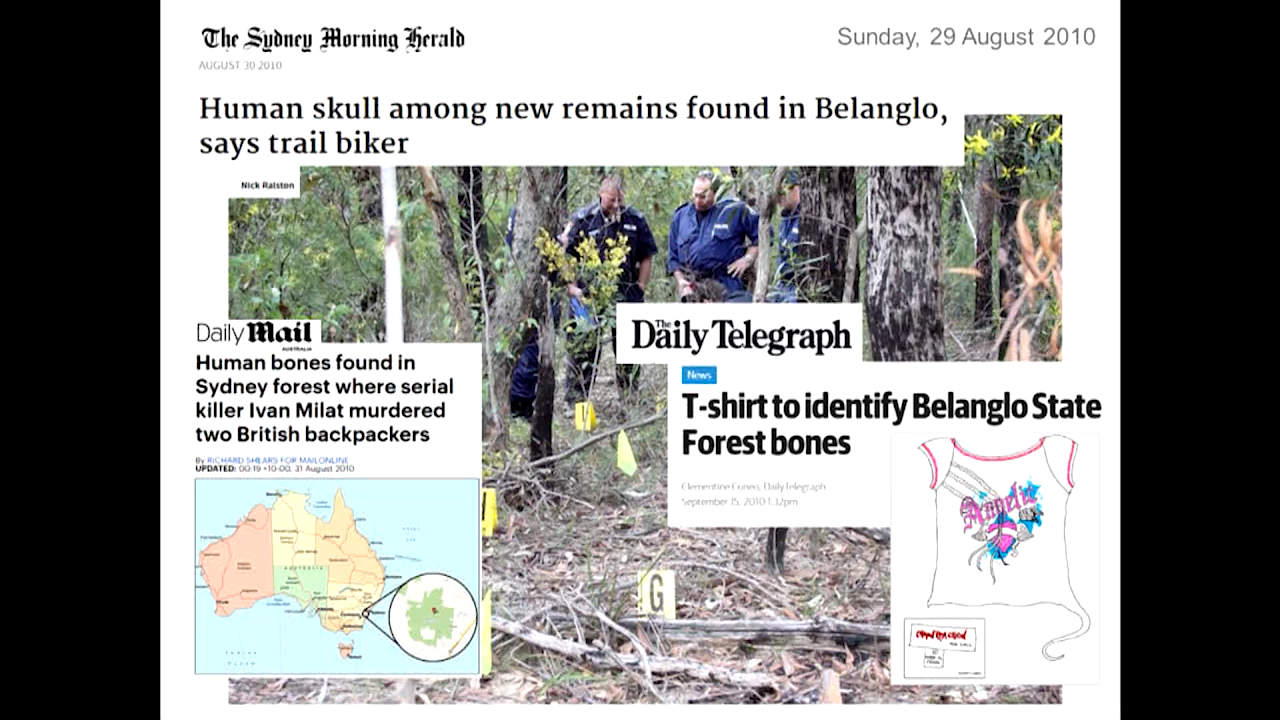 The Sydney Morning Herald
Sunday, 29 August 2010
AUGUST 30 2010
Human skull among new remains found in Belanglo,
says trail biker
Nick Ralston
POLICE
Daily Mail
AUSTRALIA
Human bones found in
Sydney forest where serial
killer Ivan Milat murdered
two British backpackers
By RICHARD SHEARS FOR MAILONLINE
UPDATED: 00:19 +10:00, 31 August 2010
AUSTRALIA
The Daily Telegraph
News
T-shirt to identify Belanglo State
Forest bones
Clementine Cuneo, Daily Telegraph
September 15, 2010 1.32pm
Angelic
G